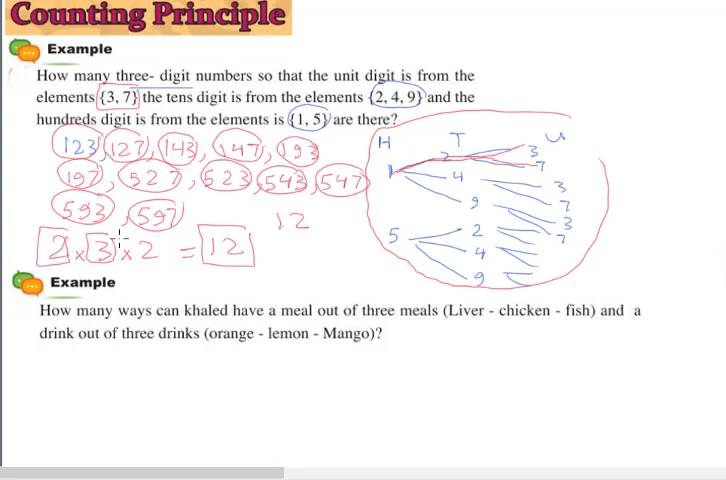 Counting Principle
Example
How many three- digit numbers so that the unit digit is from the
elements {3, 7} the tens digit is from the elements {2, 4, 9} and the
hundreds digit is from the elements is {1, 5} are there?
123, 127, 143, 147, 193
197, 527, 523, 543, 547
593, 597
12
2 × 3 × 2 = 12
H T U
1 2 3
7
4 3
7
9 3
7
5 2
4
9
Example
How many ways can khaled have a meal out of three meals (Liver - chicken - fish) and a
drink out of three drinks (orange - lemon - Mango)?